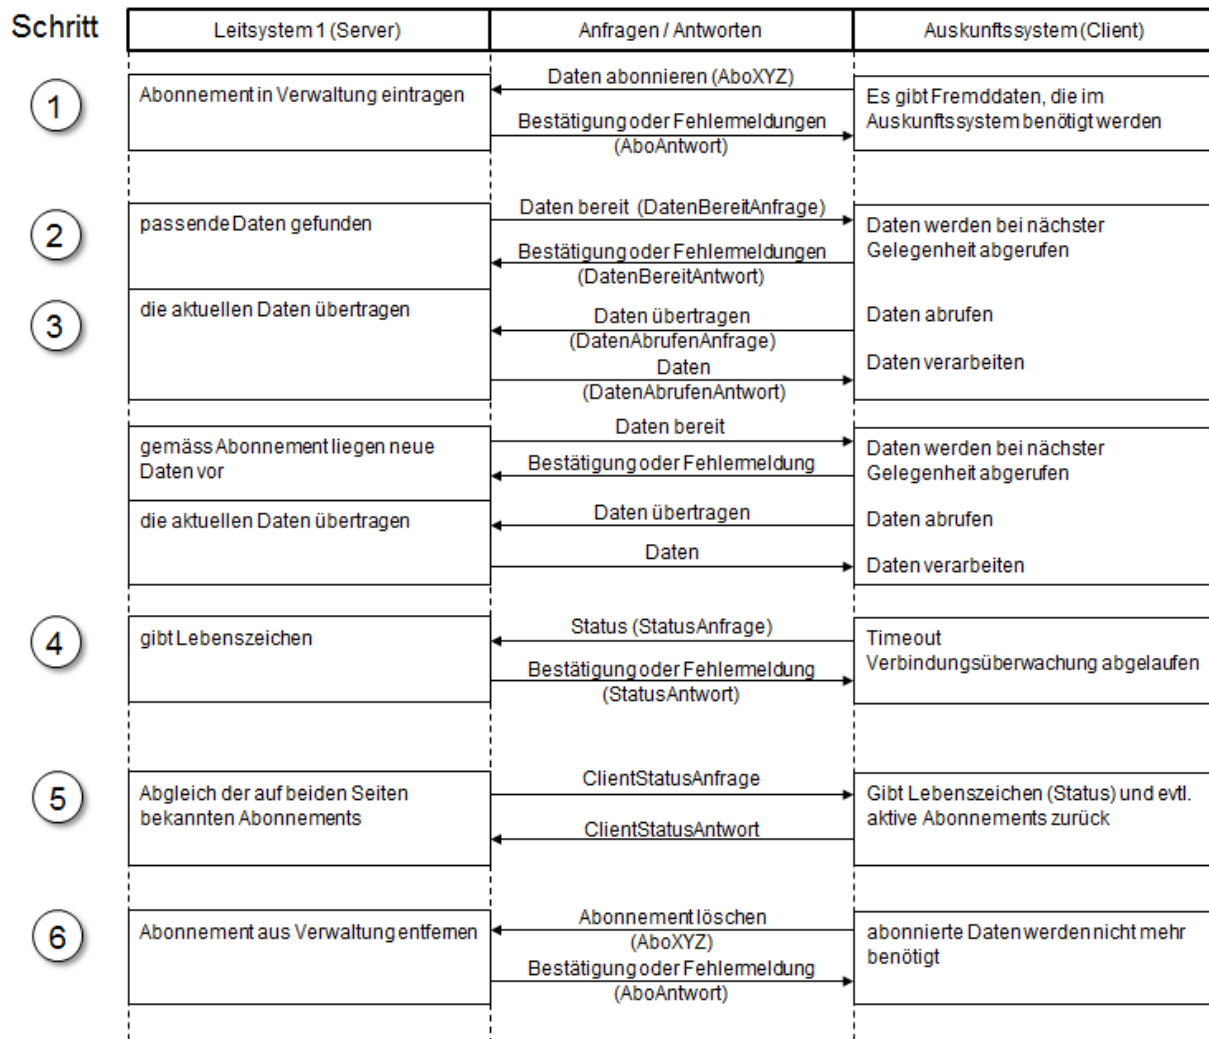 Schritt
Leitsystem 1 (Server)
Anfragen / Antworten
Auskunftssystem (Client)
1
Abonnement in Verwaltung eintragen
Daten abonnieren (AboXYZ)
Bestätigung oder Fehlermeldungen
(AboAntwort)
Es gibt Fremddaten, die im
Auskunftssystem benötigt werden
2
passende Daten gefunden
Daten bereit (DatenBereitAnfrage)
Bestätigung oder Fehlermeldungen
(DatenBereitAntwort)
Daten werden bei nächster
Gelegenheit abgerufen
3
die aktuellen Daten übertragen
Daten übertragen
(DatenAbrufenAnfrage)
Daten
(DatenAbrufenAntwort)
Daten abrufen
Daten verarbeiten
gemäss Abonnement liegen neue
Daten vor
Daten bereit
Bestätigung oder Fehlermeldung
Daten werden bei nächster
Gelegenheit abgerufen
die aktuellen Daten übertragen
Daten übertragen
Daten
Daten abrufen
Daten verarbeiten
4
gibt Lebenszeichen
Status (StatusAnfrage)
Bestätigung oder Fehlermeldung
(StatusAntwort)
Timeout
Verbindungsüberwachung abgelaufen
5
Abgleich der auf beiden Seiten
bekannten Abonnements
ClientStatusAnfrage
ClientStatusAntwort
Gibt Lebenszeichen (Status) und evtl.
aktive Abonnements zurück
6
Abonnement aus Verwaltung entfernen
Abonnement löschen
(AboXYZ)
Bestätigung oder Fehlermeldung
(AboAntwort)
abonnierte Daten werden nicht mehr
benötigt